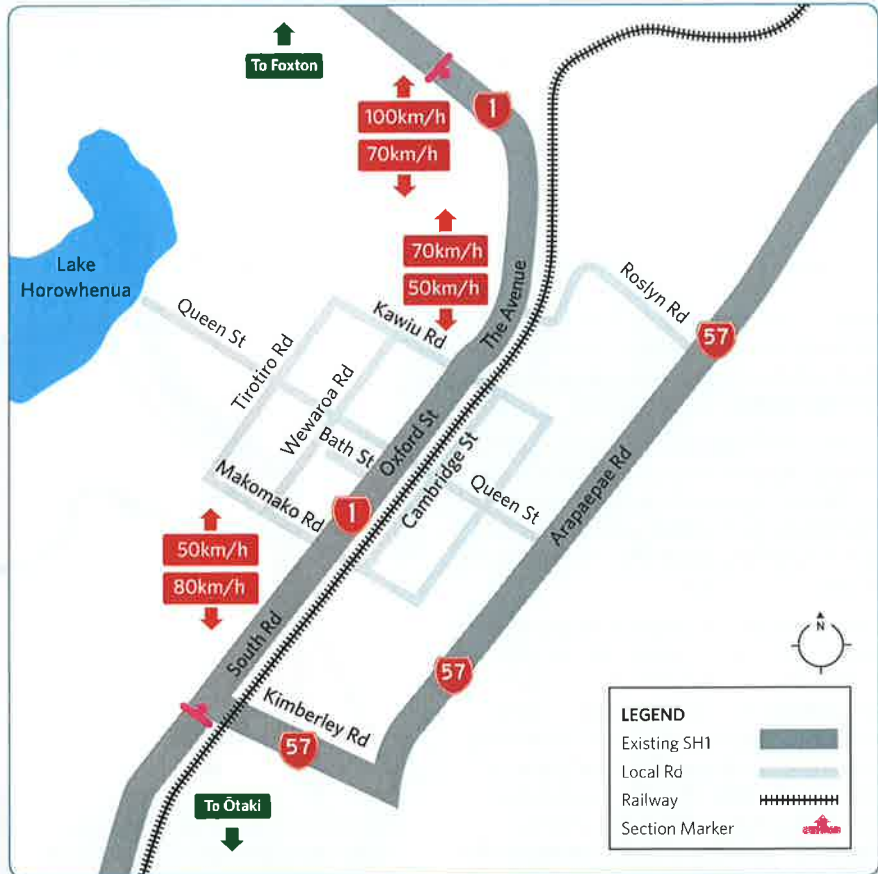 To Foxton
100km/h
70km/h
1
70km/h
50km/h
Lake
Horowhenua
Queen St
Kawiu Rd
The Avenue
Roslyn Rd
57
Tirotiro Rd
Wewaroa Rd
Bath St
Oxford St
Cambridge St
Queen St
Arapaepae Rd
Makomako Rd
1
50km/h
80km/h
South Rd
Kimberley Rd
57
57
N
To Ōtaki
LEGEND
Existing SH1
Local Rd
Railway
Section Marker